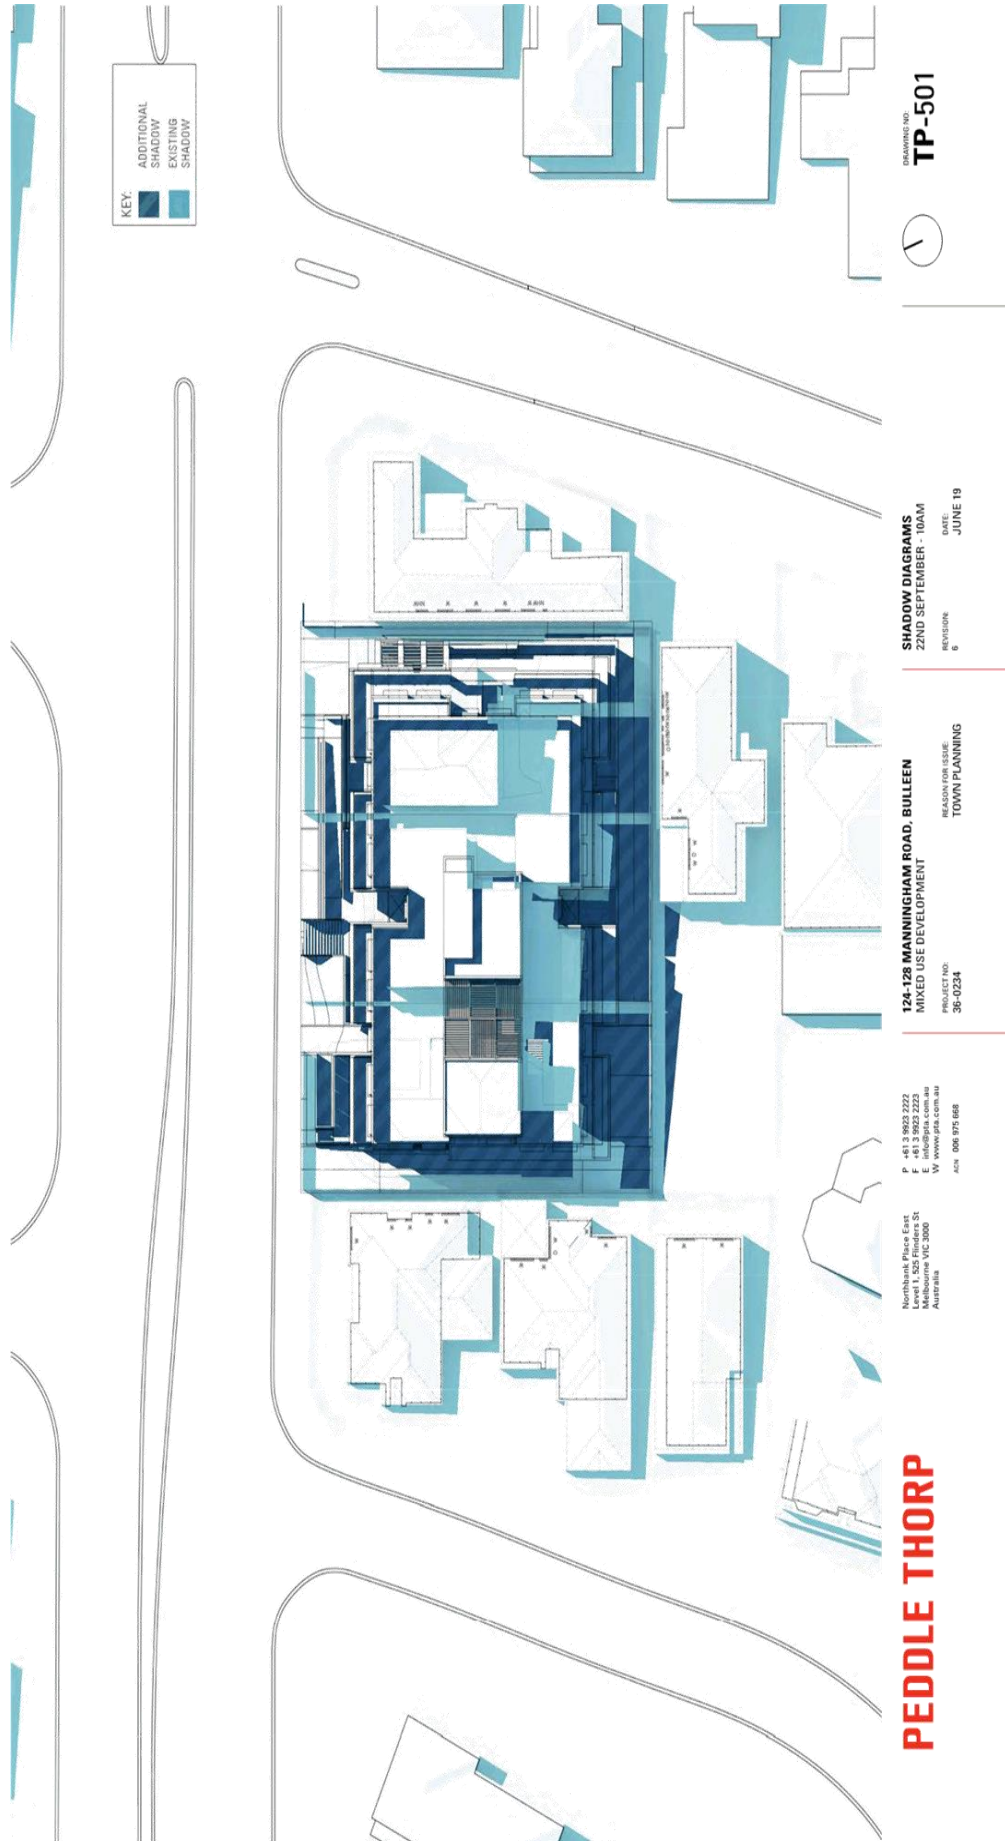 KEY:
ADDITIONAL
SHADOW
EXISTING
SHADOW
PEDDLE THORP
Northbank Place East
Level 1, 525 Flinders St
Melbourne VIC 3000
Australia
P +61 3 9923 2222
F +61 3 9923 2223
E info@pta.com.au
W www.pta.com.au
ACN 006 975 668
124-128 MANNINGHAM ROAD, BULLEEN
MIXED USE DEVELOPMENT
PROJECT NO:
36-0234
REASON FOR ISSUE:
TOWN PLANNING
SHADOW DIAGRAMS
22ND SEPTEMBER - 10AM
REVISION:
6
DATE:
JUNE 19
DRAWING NO:
TP-501